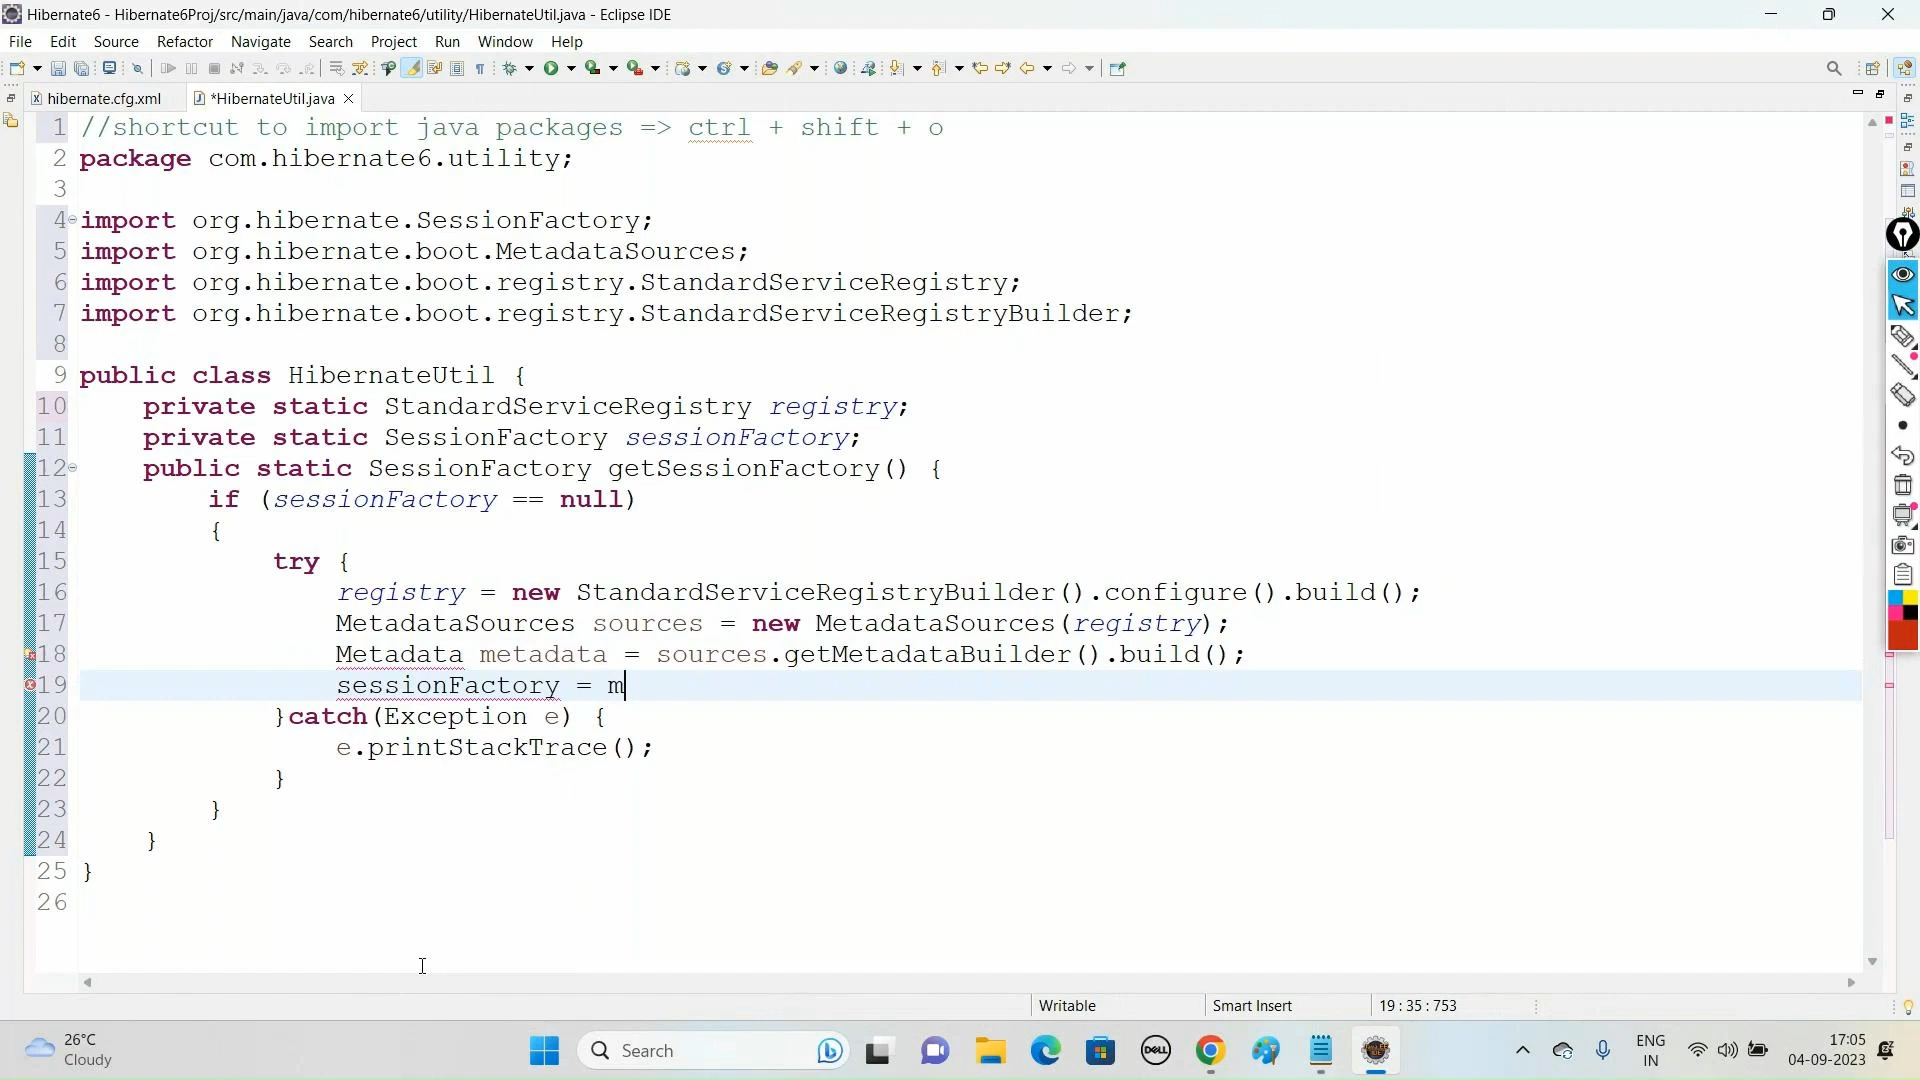 Hibernate6 - Hibernate6Proj/src/main/java/com/hibernate6/utility/HibernateUtil.java - Eclipse IDE
File Edit Source Refactor Navigate Search Project Run Window Help
hibernate.cfg.xml *HibernateUtil.java
1 //shortcut to import java packages => ctrl + shift + o
2 package com.hibernate6.utility;
3
4 import org.hibernate.SessionFactory;
5 import org.hibernate.boot.MetadataSources;
6 import org.hibernate.boot.registry.StandardServiceRegistry;
7 import org.hibernate.boot.registry.StandardServiceRegistryBuilder;
8
9 public class HibernateUtil {
10 private static StandardServiceRegistry registry;
11 private static SessionFactory sessionFactory;
12 public static SessionFactory getSessionFactory() {
13 if (sessionFactory == null)
14 {
15 try {
16 registry = new StandardServiceRegistryBuilder().configure().build();
17 MetadataSources sources = new MetadataSources(registry);
18 Metadata metadata = sources.getMetadataBuilder().build();
19 sessionFactory = m
20 }catch(Exception e) {
21 e.printStackTrace();
22 }
23 }
24 }
25 }
26
Writable Smart Insert 19 : 35 : 753
26°C
Cloudy
Search
DELL
ENG
IN
17:05
04-09-2023